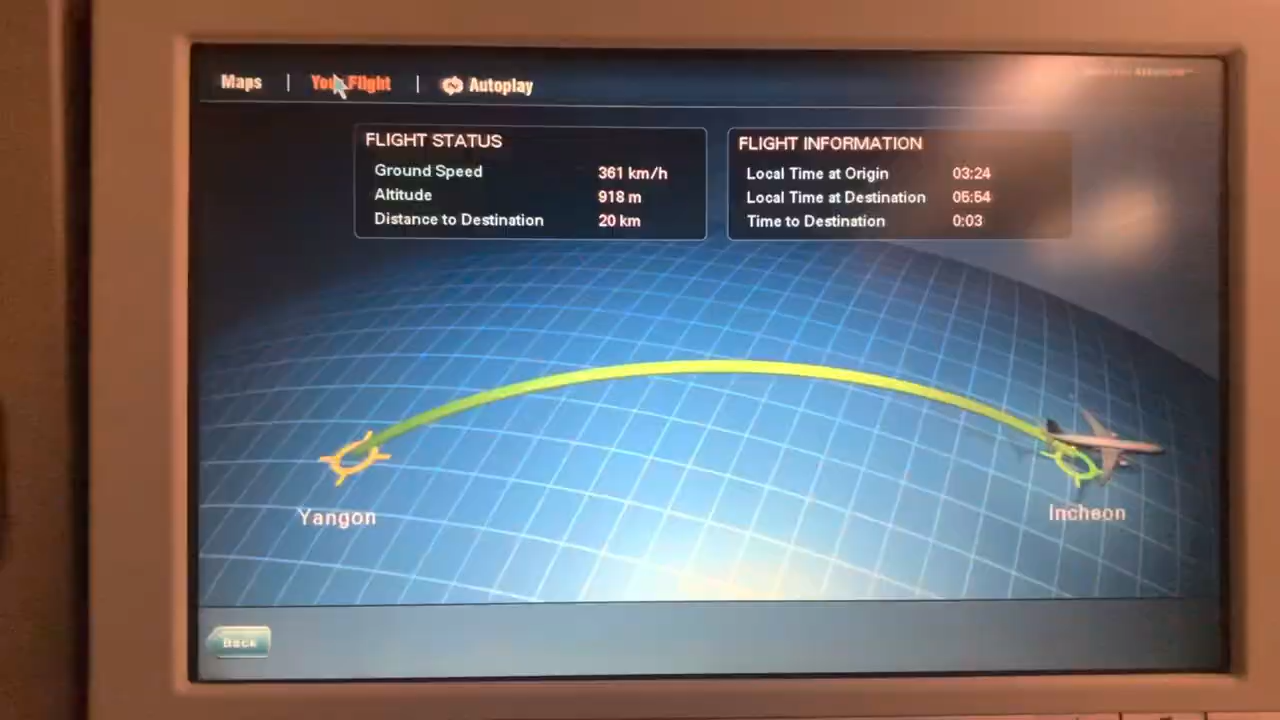 Maps | Your Flight | Autoplay
FLIGHT STATUS
Ground Speed 361 km/h
Altitude 918 m
Distance to Destination 20 km
FLIGHT INFORMATION
Local Time at Origin 03:24
Local Time at Destination 05:54
Time to Destination 0:03
Yangon
Incheon
Back